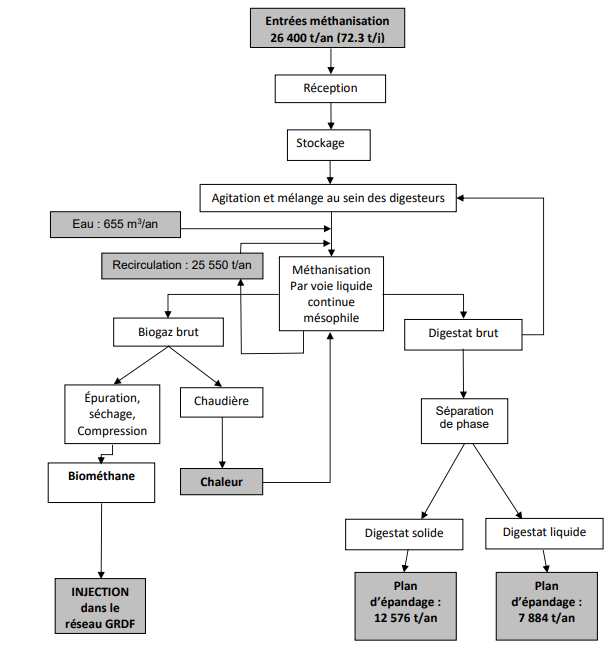 Entrées méthanisation
26 400 t/an (72.3 t/j)
Réception
Stockage
Agitation et mélange au sein des digesteurs
Eau : 655 m³/an
Recirculation : 25 550 t/an
Méthanisation
Par voie liquide
continue
mésophile
Biogaz brut
Digestat brut
Épuration,
séchage,
Compression
Chaudière
Séparation
de phase
Biométhane
Chaleur
Digestat solide
Digestat liquide
INJECTION
dans le
réseau GRDF
Plan
d'épandage :
12 576 t/an
Plan
d'épandage :
7 884 t/an